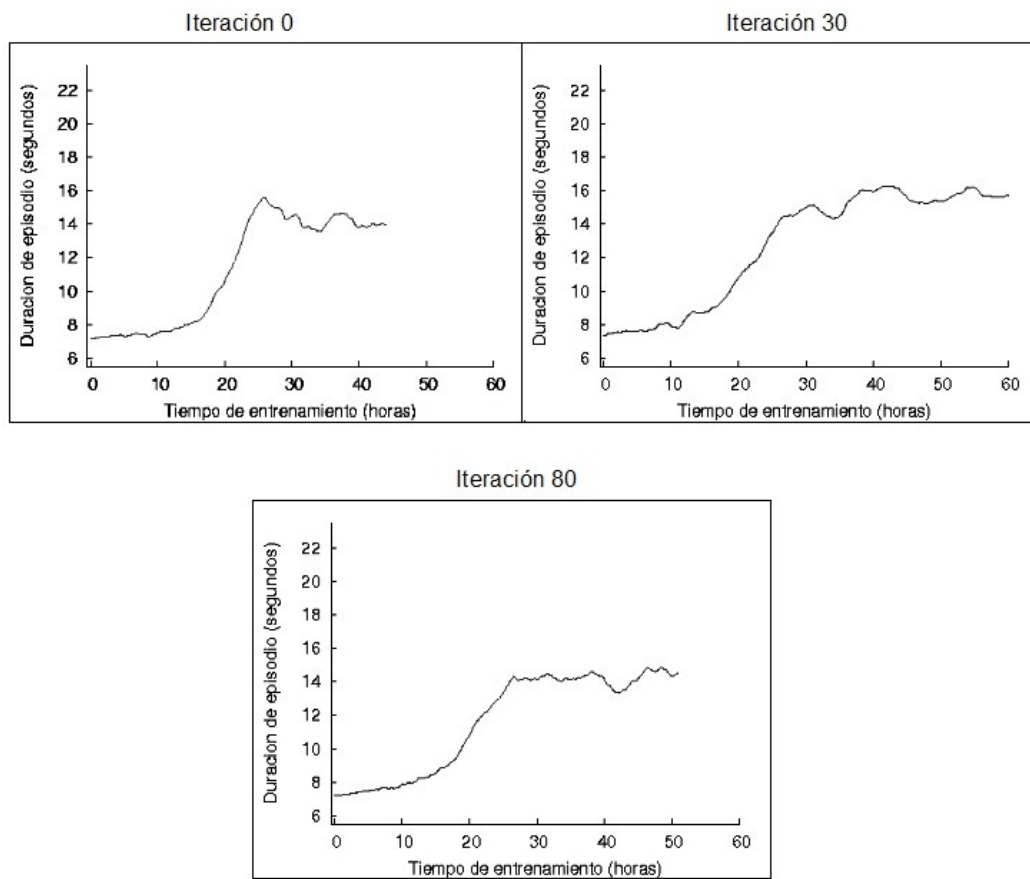 Iteración 0
Duracion de episodio (segundos)
22
20
18
16
14
12
10
8
6
0 10 20 30 40 50 60
Tiempo de entrenamiento (horas)
Iteración 30
Duracion de episodio (segundos)
22
20
18
16
14
12
10
8
6
0 10 20 30 40 50 60
Tiempo de entrenamiento (horas)
Iteración 80
Duracion de episodio (segundos)
22
20
18
16
14
12
10
8
6
0 10 20 30 40 50 60
Tiempo de entrenamiento (horas)